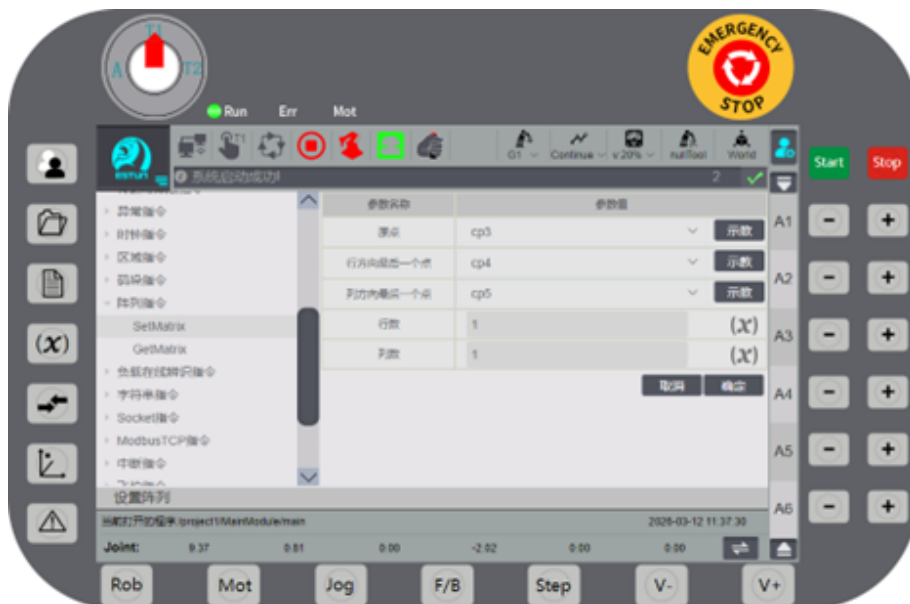 T1
A
T2
EMERGENCY
STOP
Run Err Mot
T1
G1 Continue v 20% nullTool World
ESTUN
Start Stop
系统启动成功! 2
异常指令
时钟指令
区域指令
码垛指令
阵列指令
SetMatrix
GetMatrix
负载在线辨识指令
字符串指令
Socket指令
ModbusTCP指令
中断指令
参数名称 参数值
原点 cp3 示教
行方向最后一个点 cp4 示教
列方向最后一个点 cp5 示教
行数 1 (x)
列数 1 (x)
取消 确定
(x)
A1 - +
A2 - +
A3 - +
A4 - +
A5 - +
A6 - +
设置阵列
当前打开的程序:/project1/MainModule/main 2026-03-12 11:37:30
Joint: 9.37 0.81 0.00 -2.02 0.00 0.00
Rob Mot Jog F/B Step V- V+